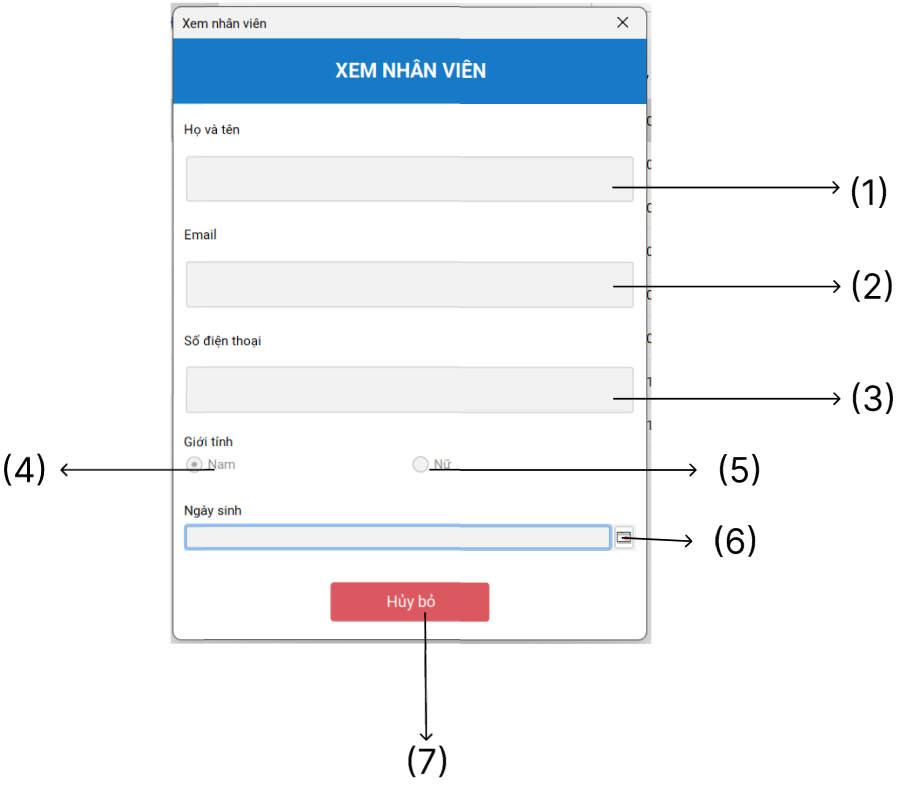 Xem nhân viên
XEM NHÂN VIÊN
Họ và tên
(1)
Email
(2)
Số điện thoại
(3)
Giới tính
(4) Nam Nữ (5)
Ngày sinh
(6)
Hủy bỏ
(7)